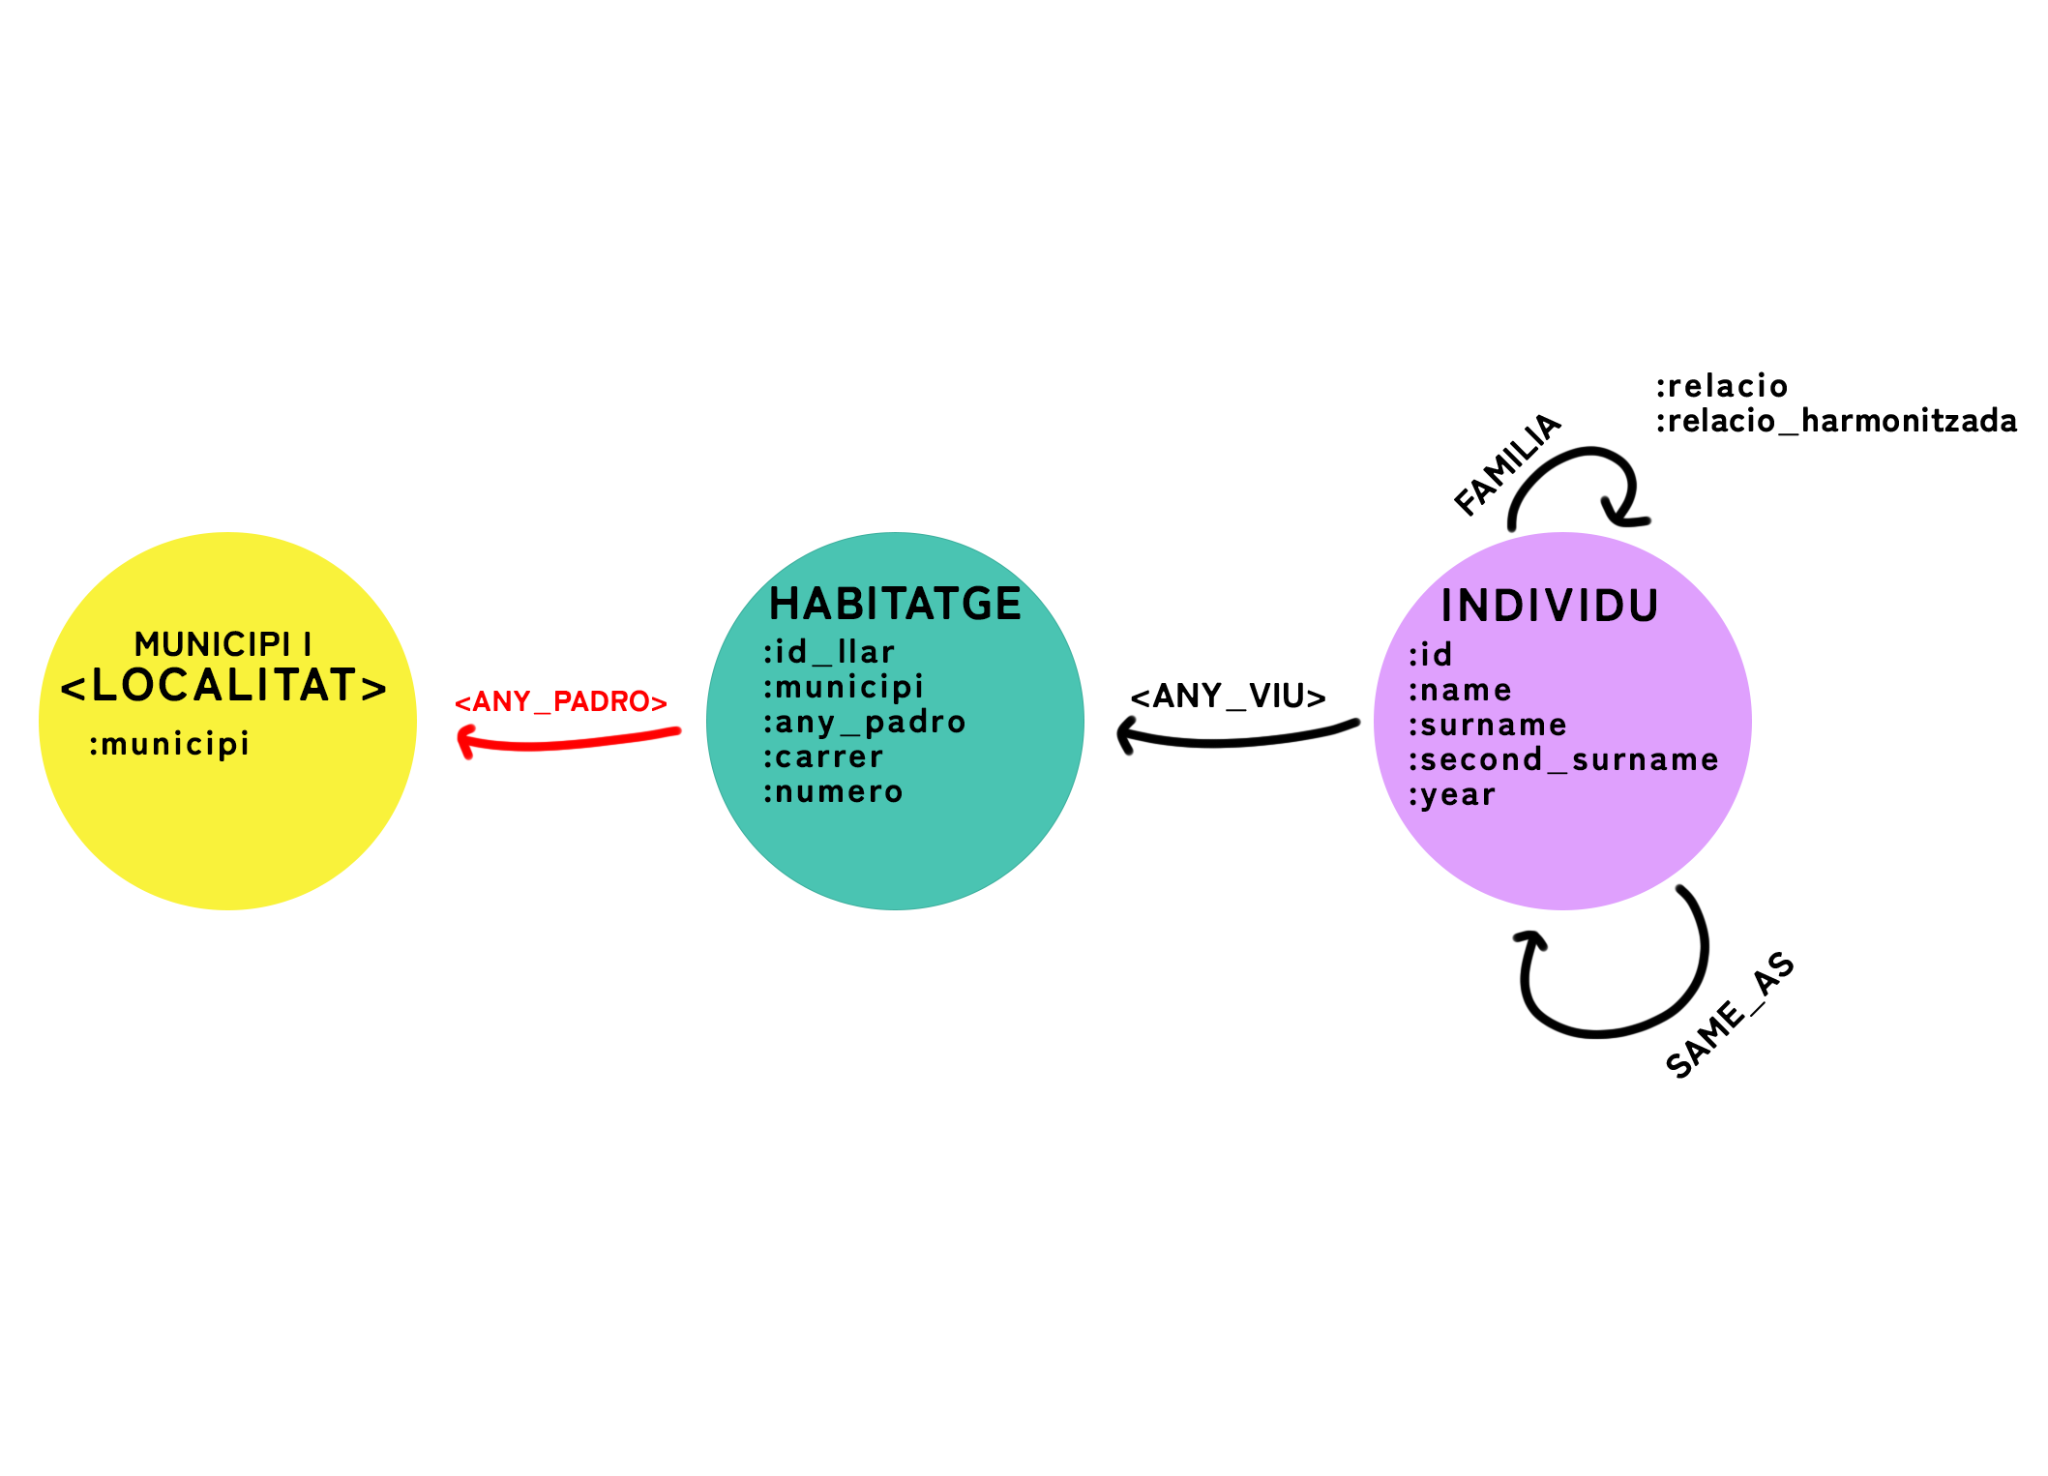 MUNICIPI I
<LOCALITAT>
:municipi
<ANY_PADRO>
HABITATGE
:id_llar
:municipi
:any_padro
:carrer
:numero
<ANY_VIU>
FAMILIA
:relacio
:relacio_harmonitzada
INDIVIDU
:id
:name
:surname
:second_surname
:year
SAME_AS